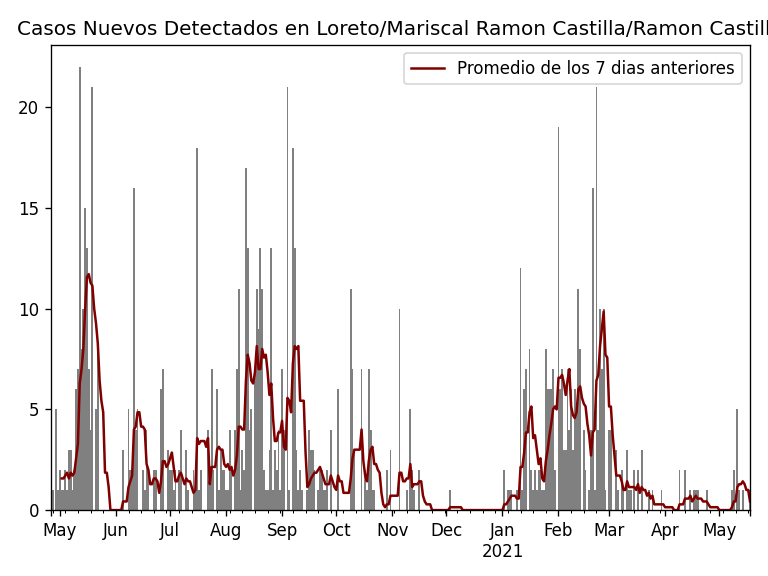 Casos Nuevos Detectados en Loreto/Mariscal Ramon Castilla/Ramon Castill
Promedio de los 7 dias anteriores
20
15
10
5
0
May Jun Jul Aug Sep Oct Nov Dec Jan Feb Mar Apr May
2021